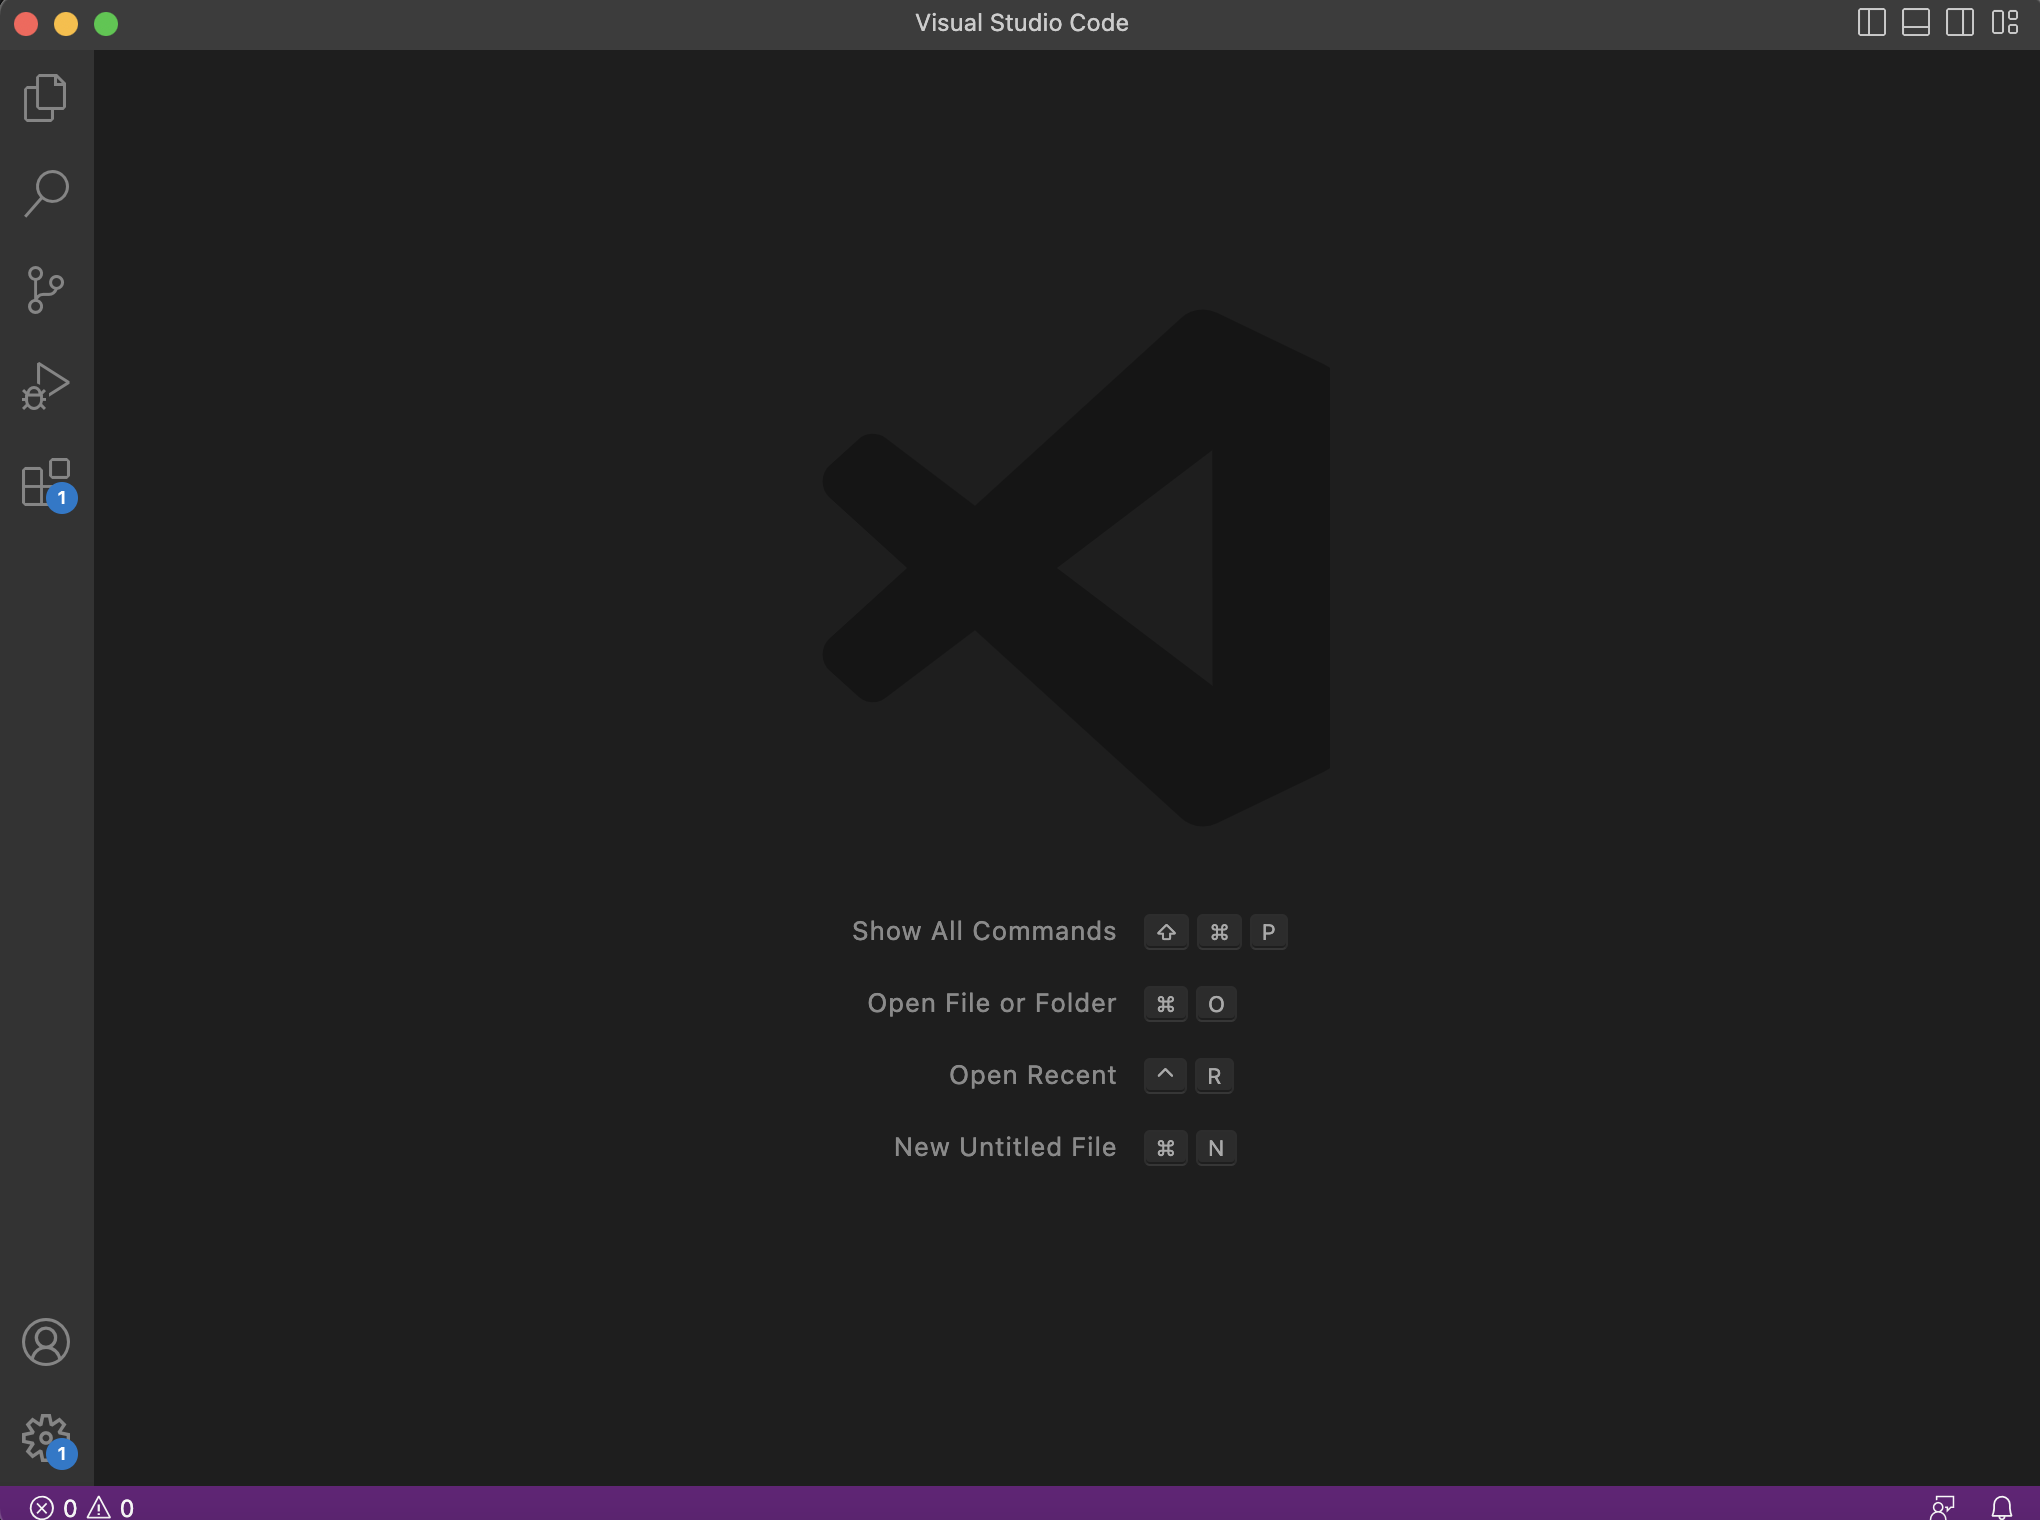 Visual Studio Code
1
Show All Commands ⇧ ⌘ P
Open File or Folder ⌘ O
Open Recent ^ R
New Untitled File ⌘ N
1
0 0